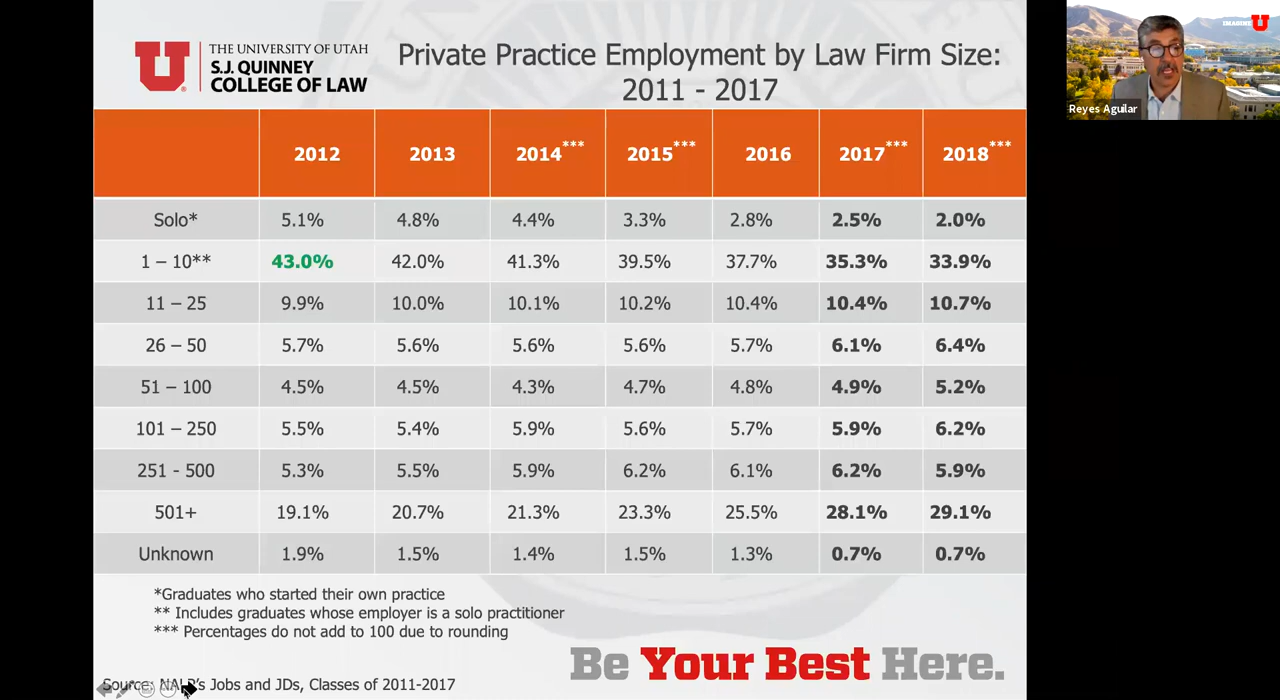 THE UNIVERSITY OF UTAH
S.J. QUINNEY
COLLEGE OF LAW
Private Practice Employment by Law Firm Size:
2011 - 2017
2012 2013 2014*** 2015*** 2016 2017*** 2018***
Solo* 5.1% 4.8% 4.4% 3.3% 2.8% 2.5% 2.0%
1 – 10** 43.0% 42.0% 41.3% 39.5% 37.7% 35.3% 33.9%
11 – 25 9.9% 10.0% 10.1% 10.2% 10.4% 10.4% 10.7%
26 – 50 5.7% 5.6% 5.6% 5.6% 5.7% 6.1% 6.4%
51 – 100 4.5% 4.5% 4.3% 4.7% 4.8% 4.9% 5.2%
101 – 250 5.5% 5.4% 5.9% 5.6% 5.7% 5.9% 6.2%
251 - 500 5.3% 5.5% 5.9% 6.2% 6.1% 6.2% 5.9%
501+ 19.1% 20.7% 21.3% 23.3% 25.5% 28.1% 29.1%
Unknown 1.9% 1.5% 1.4% 1.5% 1.3% 0.7% 0.7%
*Graduates who started their own practice
** Includes graduates whose employer is a solo practitioner
*** Percentages do not add to 100 due to rounding
Be Your Best Here.
Source: NALP's Jobs and JDs, Classes of 2011-2017
IMAGINE U
Reyes Aguilar